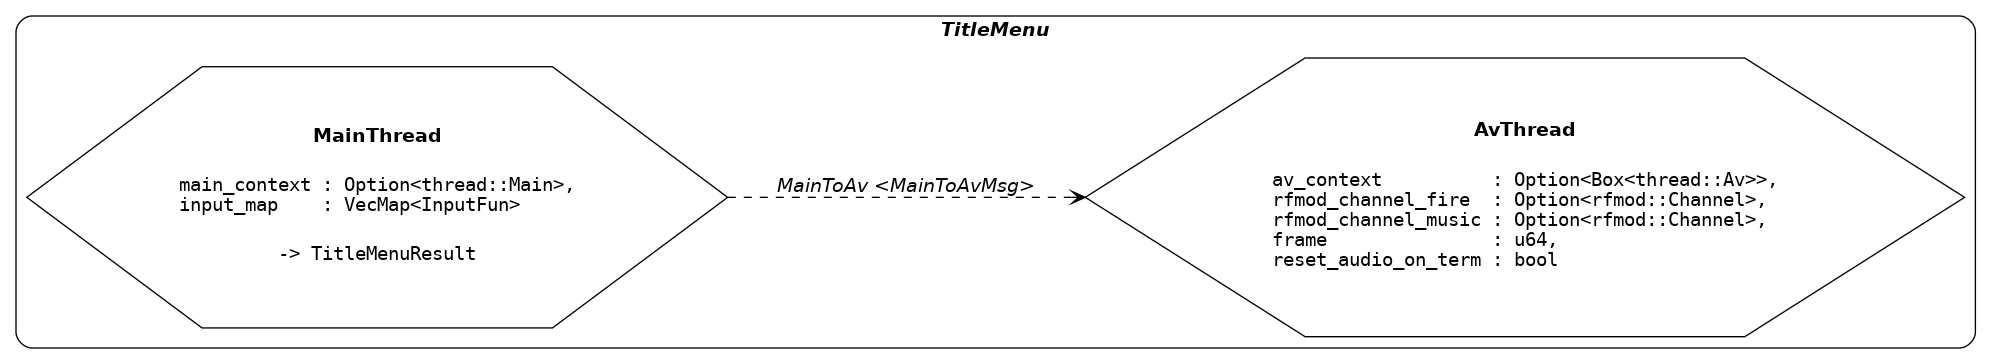 TitleMenu
MainThread
main_context : Option<thread::Main>,
input_map    : VecMap<InputFun>
-> TitleMenuResult
MainToAv <MainToAvMsg>
AvThread
av_context          : Option<Box<thread::Av>>,
rfmod_channel_fire  : Option<rfmod::Channel>,
rfmod_channel_music : Option<rfmod::Channel>,
frame               : u64,
reset_audio_on_term : bool